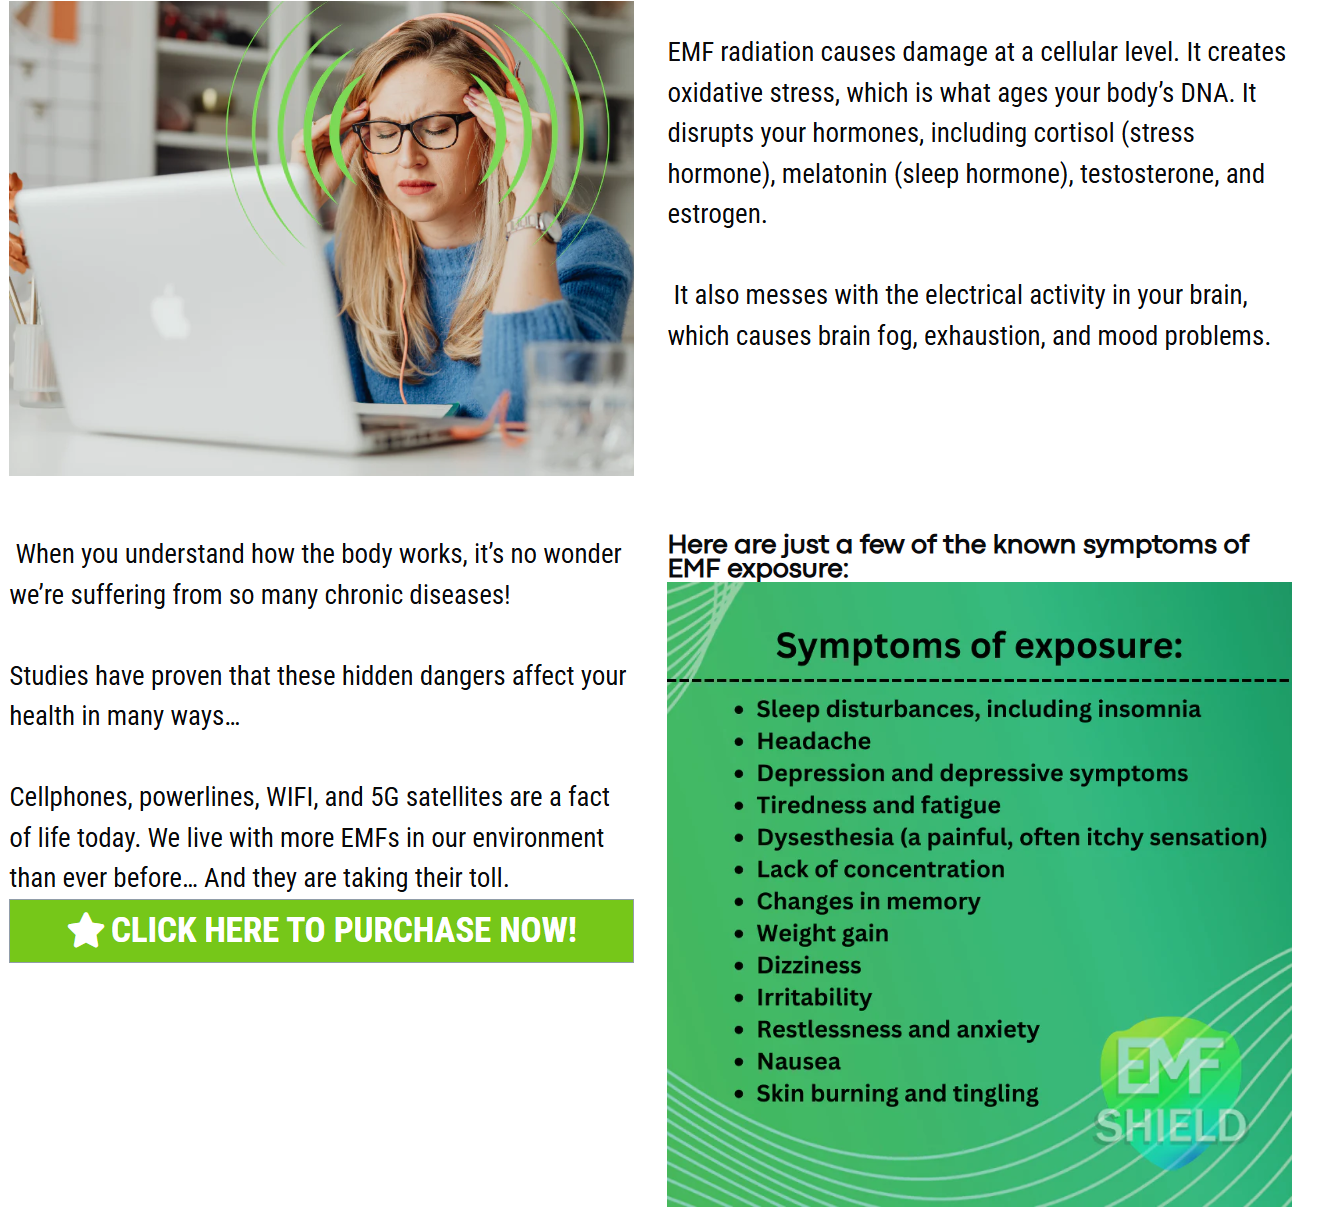 EMF radiation causes damage at a cellular level. It creates
oxidative stress, which is what ages your body’s DNA. It
disrupts your hormones, including cortisol (stress
hormone), melatonin (sleep hormone), testosterone, and
estrogen.
It also messes with the electrical activity in your brain,
which causes brain fog, exhaustion, and mood problems.
When you understand how the body works, it’s no wonder
we’re suffering from so many chronic diseases!
Studies have proven that these hidden dangers affect your
health in many ways…
Cellphones, powerlines, WIFI, and 5G satellites are a fact
of life today. We live with more EMFs in our environment
than ever before… And they are taking their toll.
CLICK HERE TO PURCHASE NOW!
Here are just a few of the known symptoms of
EMF exposure:
Symptoms of exposure:
• Sleep disturbances, including insomnia
• Headache
• Depression and depressive symptoms
• Tiredness and fatigue
• Dysesthesia (a painful, often itchy sensation)
• Lack of concentration
• Changes in memory
• Weight gain
• Dizziness
• Irritability
• Restlessness and anxiety
• Nausea
• Skin burning and tingling
EMF
SHIELD